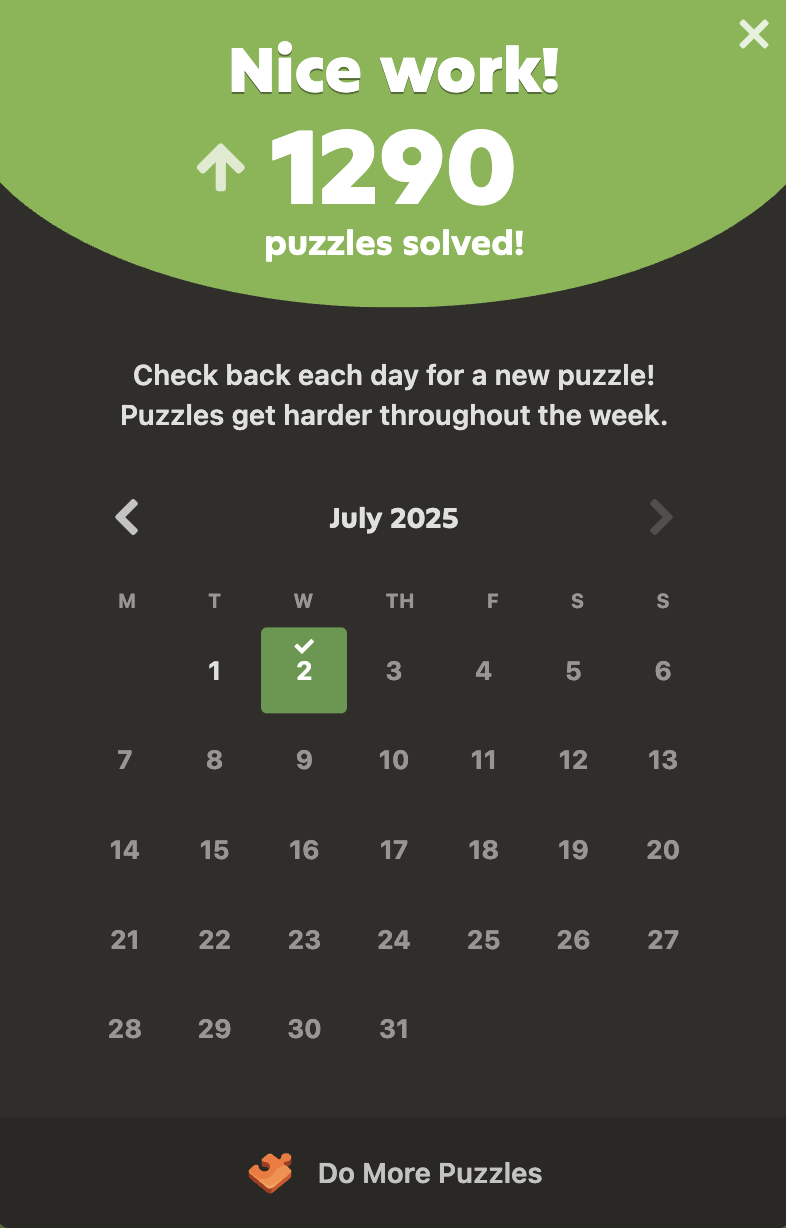 Nice work!
1290
puzzles solved!
Check back each day for a new puzzle!
Puzzles get harder throughout the week.
July 2025
M T W TH F S S
1 2 3 4 5 6
7 8 9 10 11 12 13
14 15 16 17 18 19 20
21 22 23 24 25 26 27
28 29 30 31
Do More Puzzles